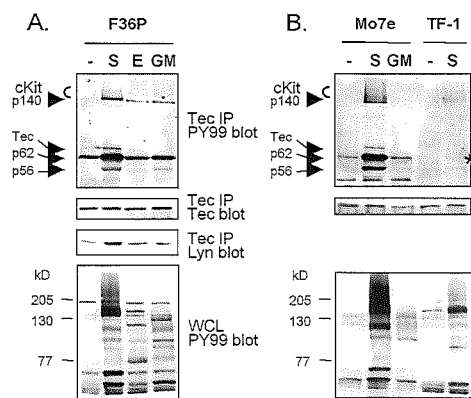 A.
F36P
- S E GM
cKit
p140
Tec
p62
p56
Tec IP
PY99 blot
Tec IP
Tec blot
Tec IP
Lyn blot
kD
205
130
77
WCL
PY99 blot
B.
Mo7e TF-1
- S GM - S
cKit
p140
Tec
p62
p56
*
kD
205
130
77